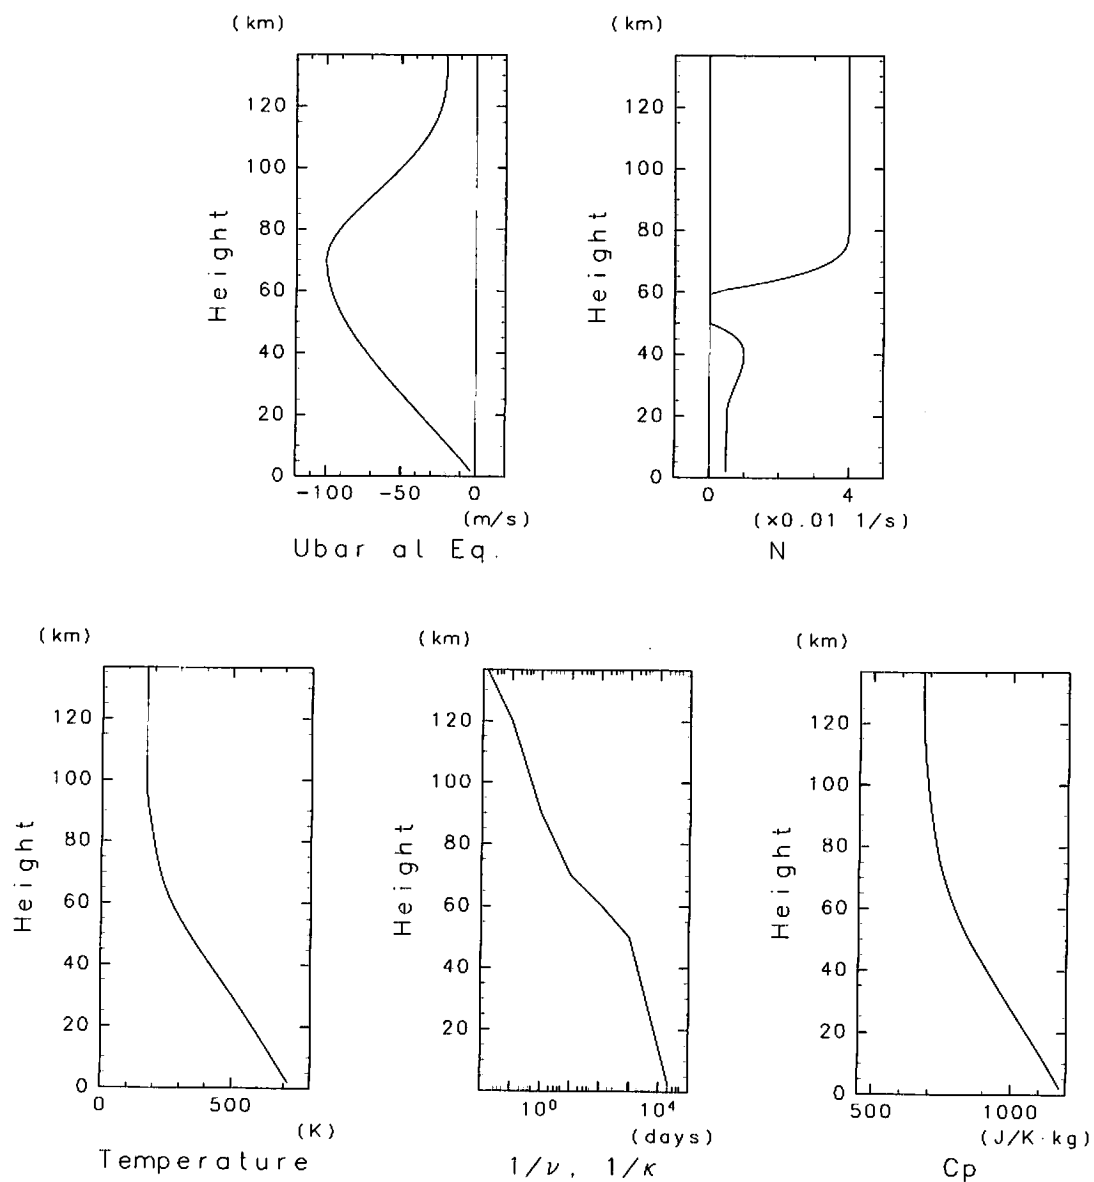 (km)
120
100
80
60
40
20
0
Height
-100 -50 0
(m/s)
Ubar al Eq.
(km)
120
100
80
60
40
20
0
Height
0 4
(×0.01 1/s)
N
(km)
120
100
80
60
40
20
0
Height
0 500
(K)
Temperature
(km)
120
100
80
60
40
20
Height
10⁰ 10⁴
(days)
1/ν, 1/κ
(km)
120
100
80
60
40
20
0
Height
500 1000
(J/K·kg)
Cp